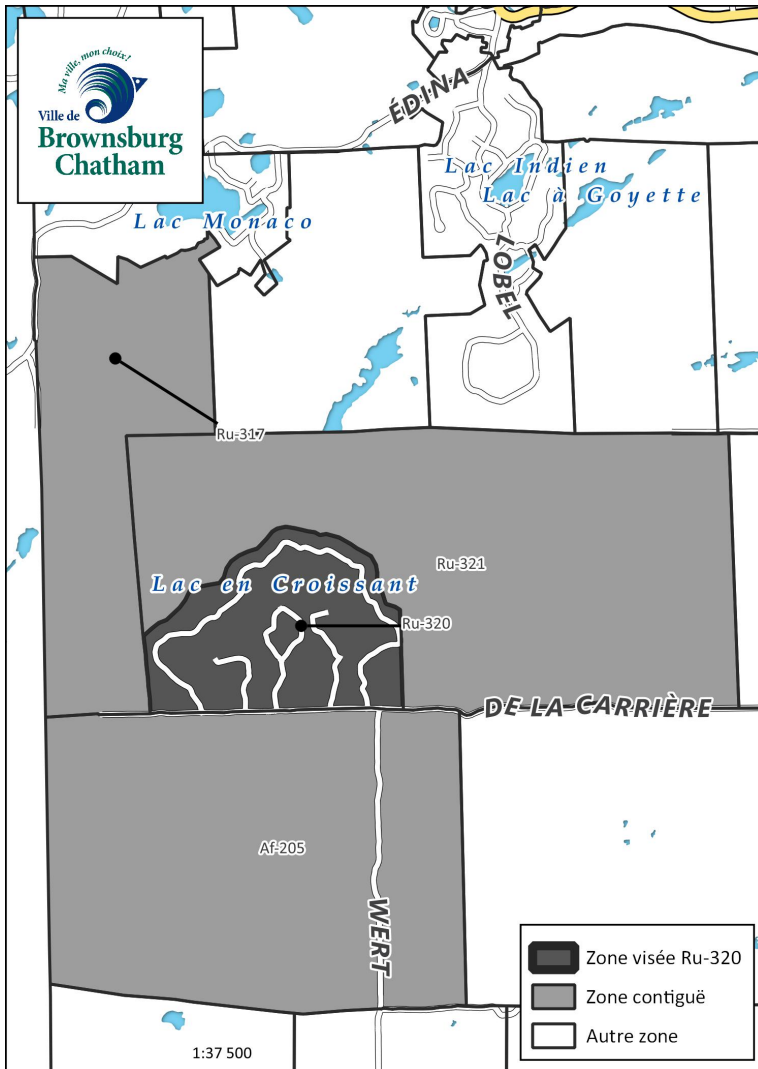 Ma ville, mon choix!
Ville de
Brownsburg
Chatham
ÉDINA
Lac Indien
Lac à Goyette
Lac Monaco
LOBEL
Ru-317
Ru-321
Lac en Croissant
Ru-320
DE LA CARRIÈRE
Af-205
WERT
Zone visée Ru-320
Zone contiguë
Autre zone
1:37 500